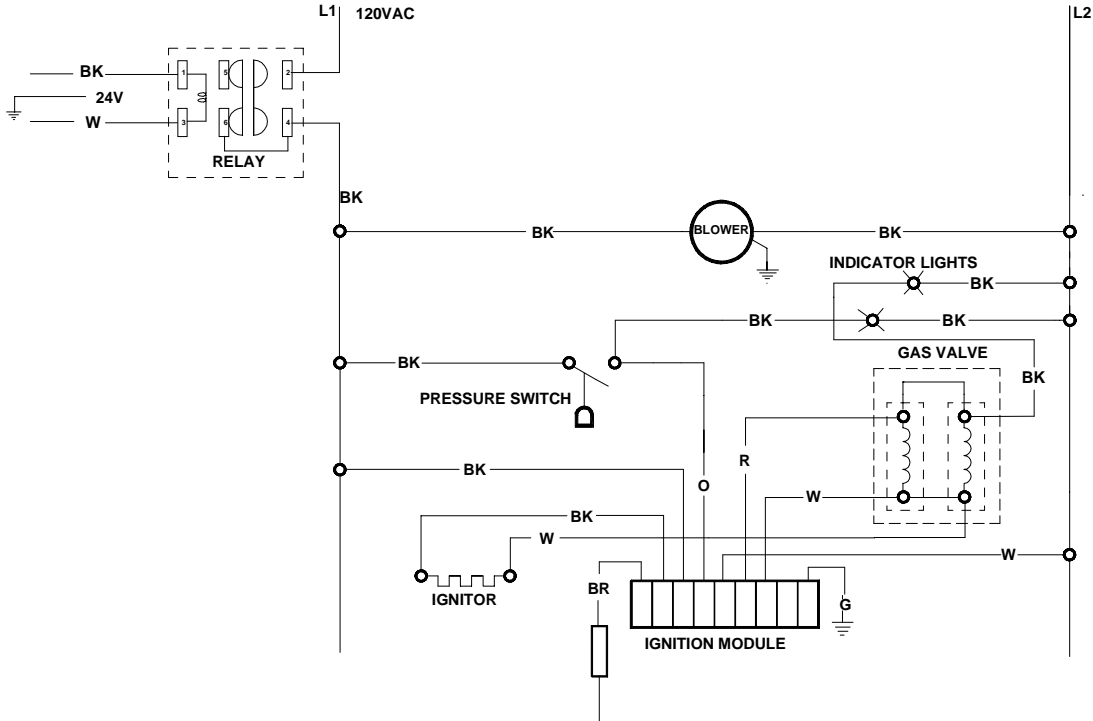 L1
120VAC
L2
BK
24V
W
1
5
2
3
6
4
RELAY
BK
BK
BLOWER
BK
INDICATOR LIGHTS
BK
BK
BK
GAS VALVE
BK
BK
PRESSURE SWITCH
R
BK
O
W
BK
W
W
BR
IGNITOR
G
IGNITION MODULE